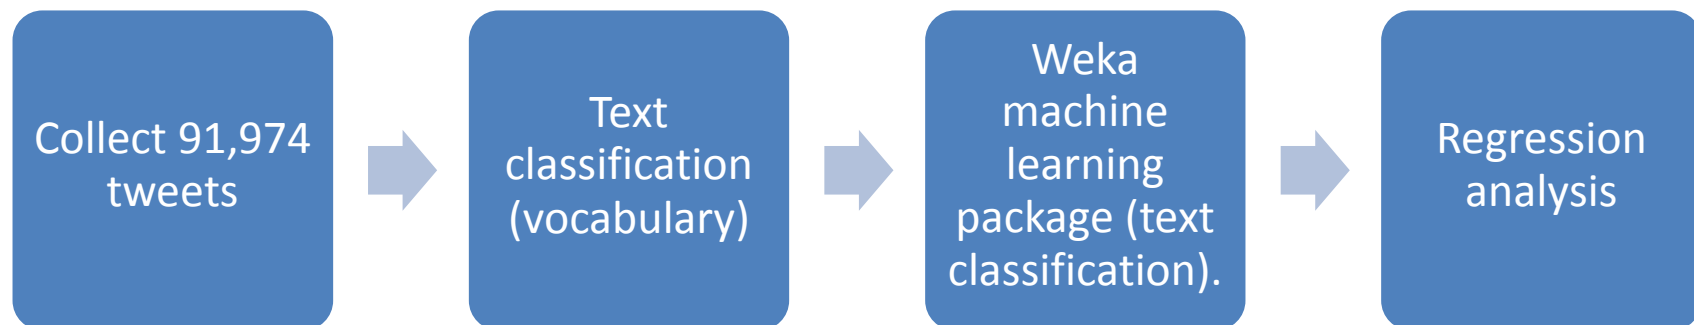 Collect 91,974
tweets
Text
classification
(vocabulary)
Weka
machine
learning
package (text
classification).
Regression
analysis